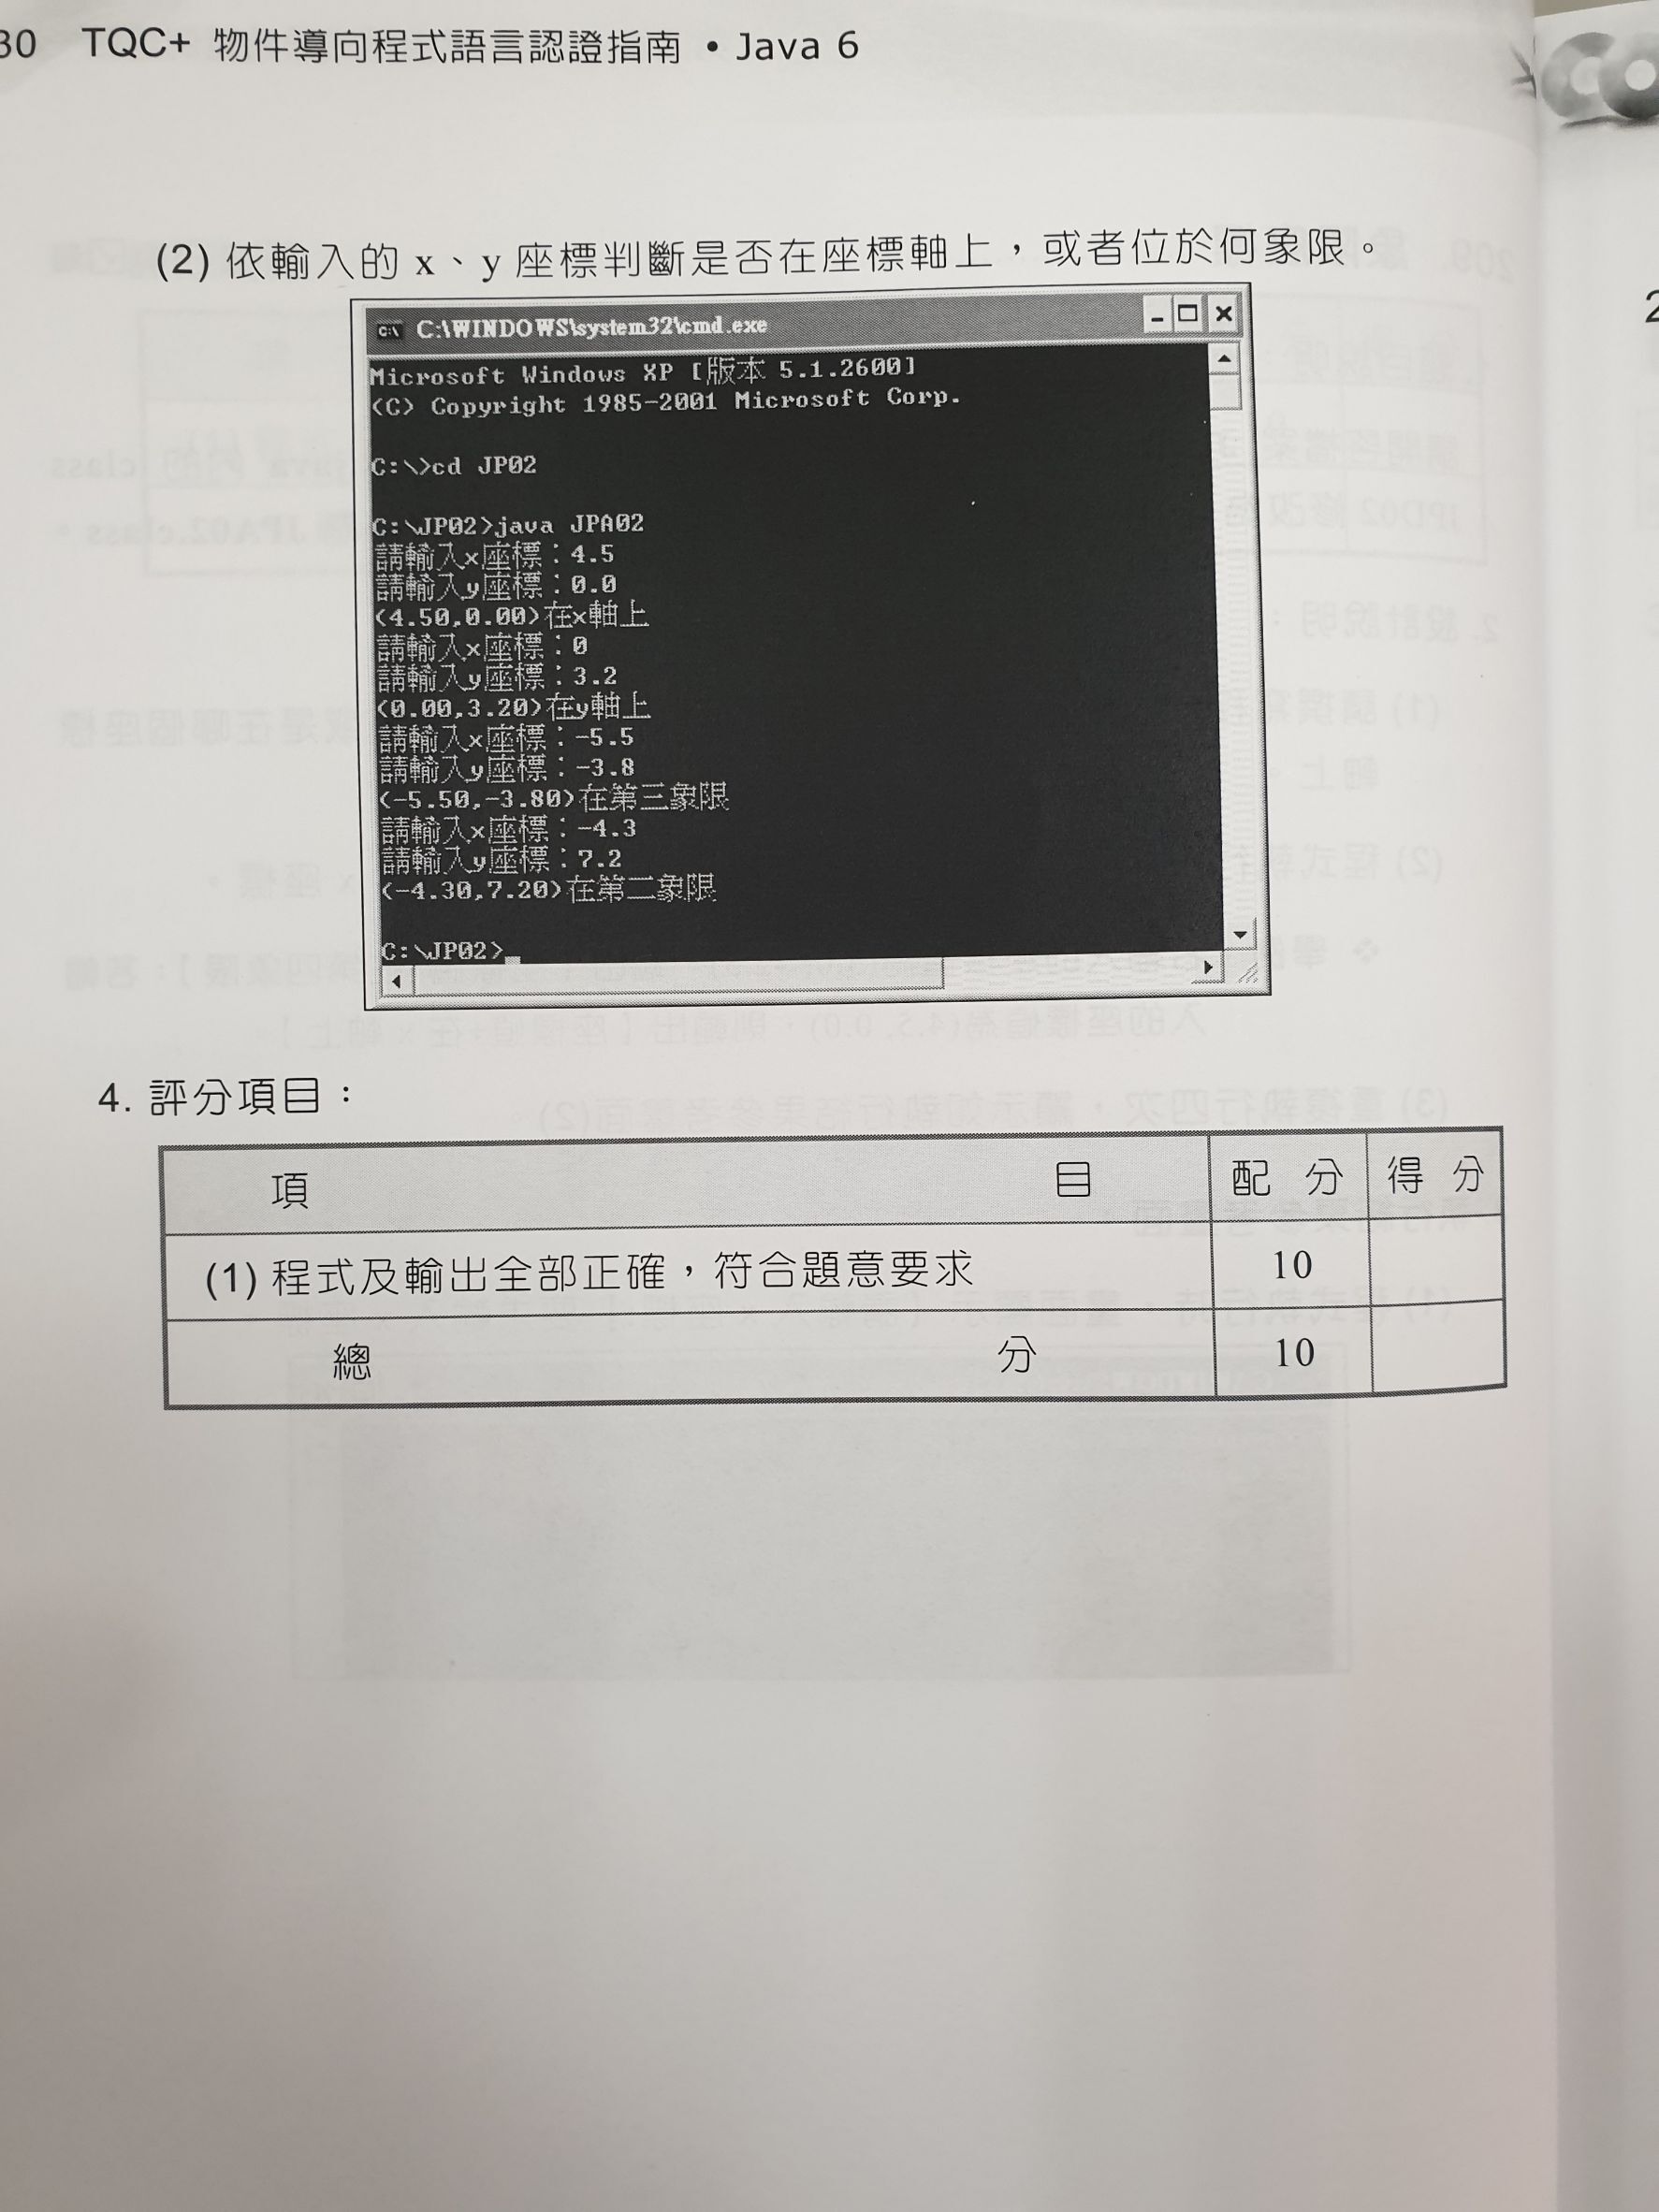 30 TQC+ 物件導向程式語言認證指南 • Java 6
(2) 依輸入的 x、y 座標判斷是否在座標軸上，或者位於何象限。
C:\WINDOWS\system32\cmd.exe
Microsoft Windows XP [版本 5.1.2600]
(C) Copyright 1985-2001 Microsoft Corp.
C:\>cd JP02
C:\JP02>java JPA02
請輸入x座標：4.5
請輸入y座標：0.0
(4.50,0.00)在x軸上
請輸入x座標：0
請輸入y座標：3.2
(0.00,3.20)在y軸上
請輸入x座標：-5.5
請輸入y座標：-3.8
(-5.50,-3.80)在第三象限
請輸入x座標：-4.3
請輸入y座標：7.2
(-4.30,7.20)在第二象限
C:\JP02>_
4. 評分項目：
項 目 配 分 得 分
(1) 程式及輸出全部正確，符合題意要求 10
總 分 10